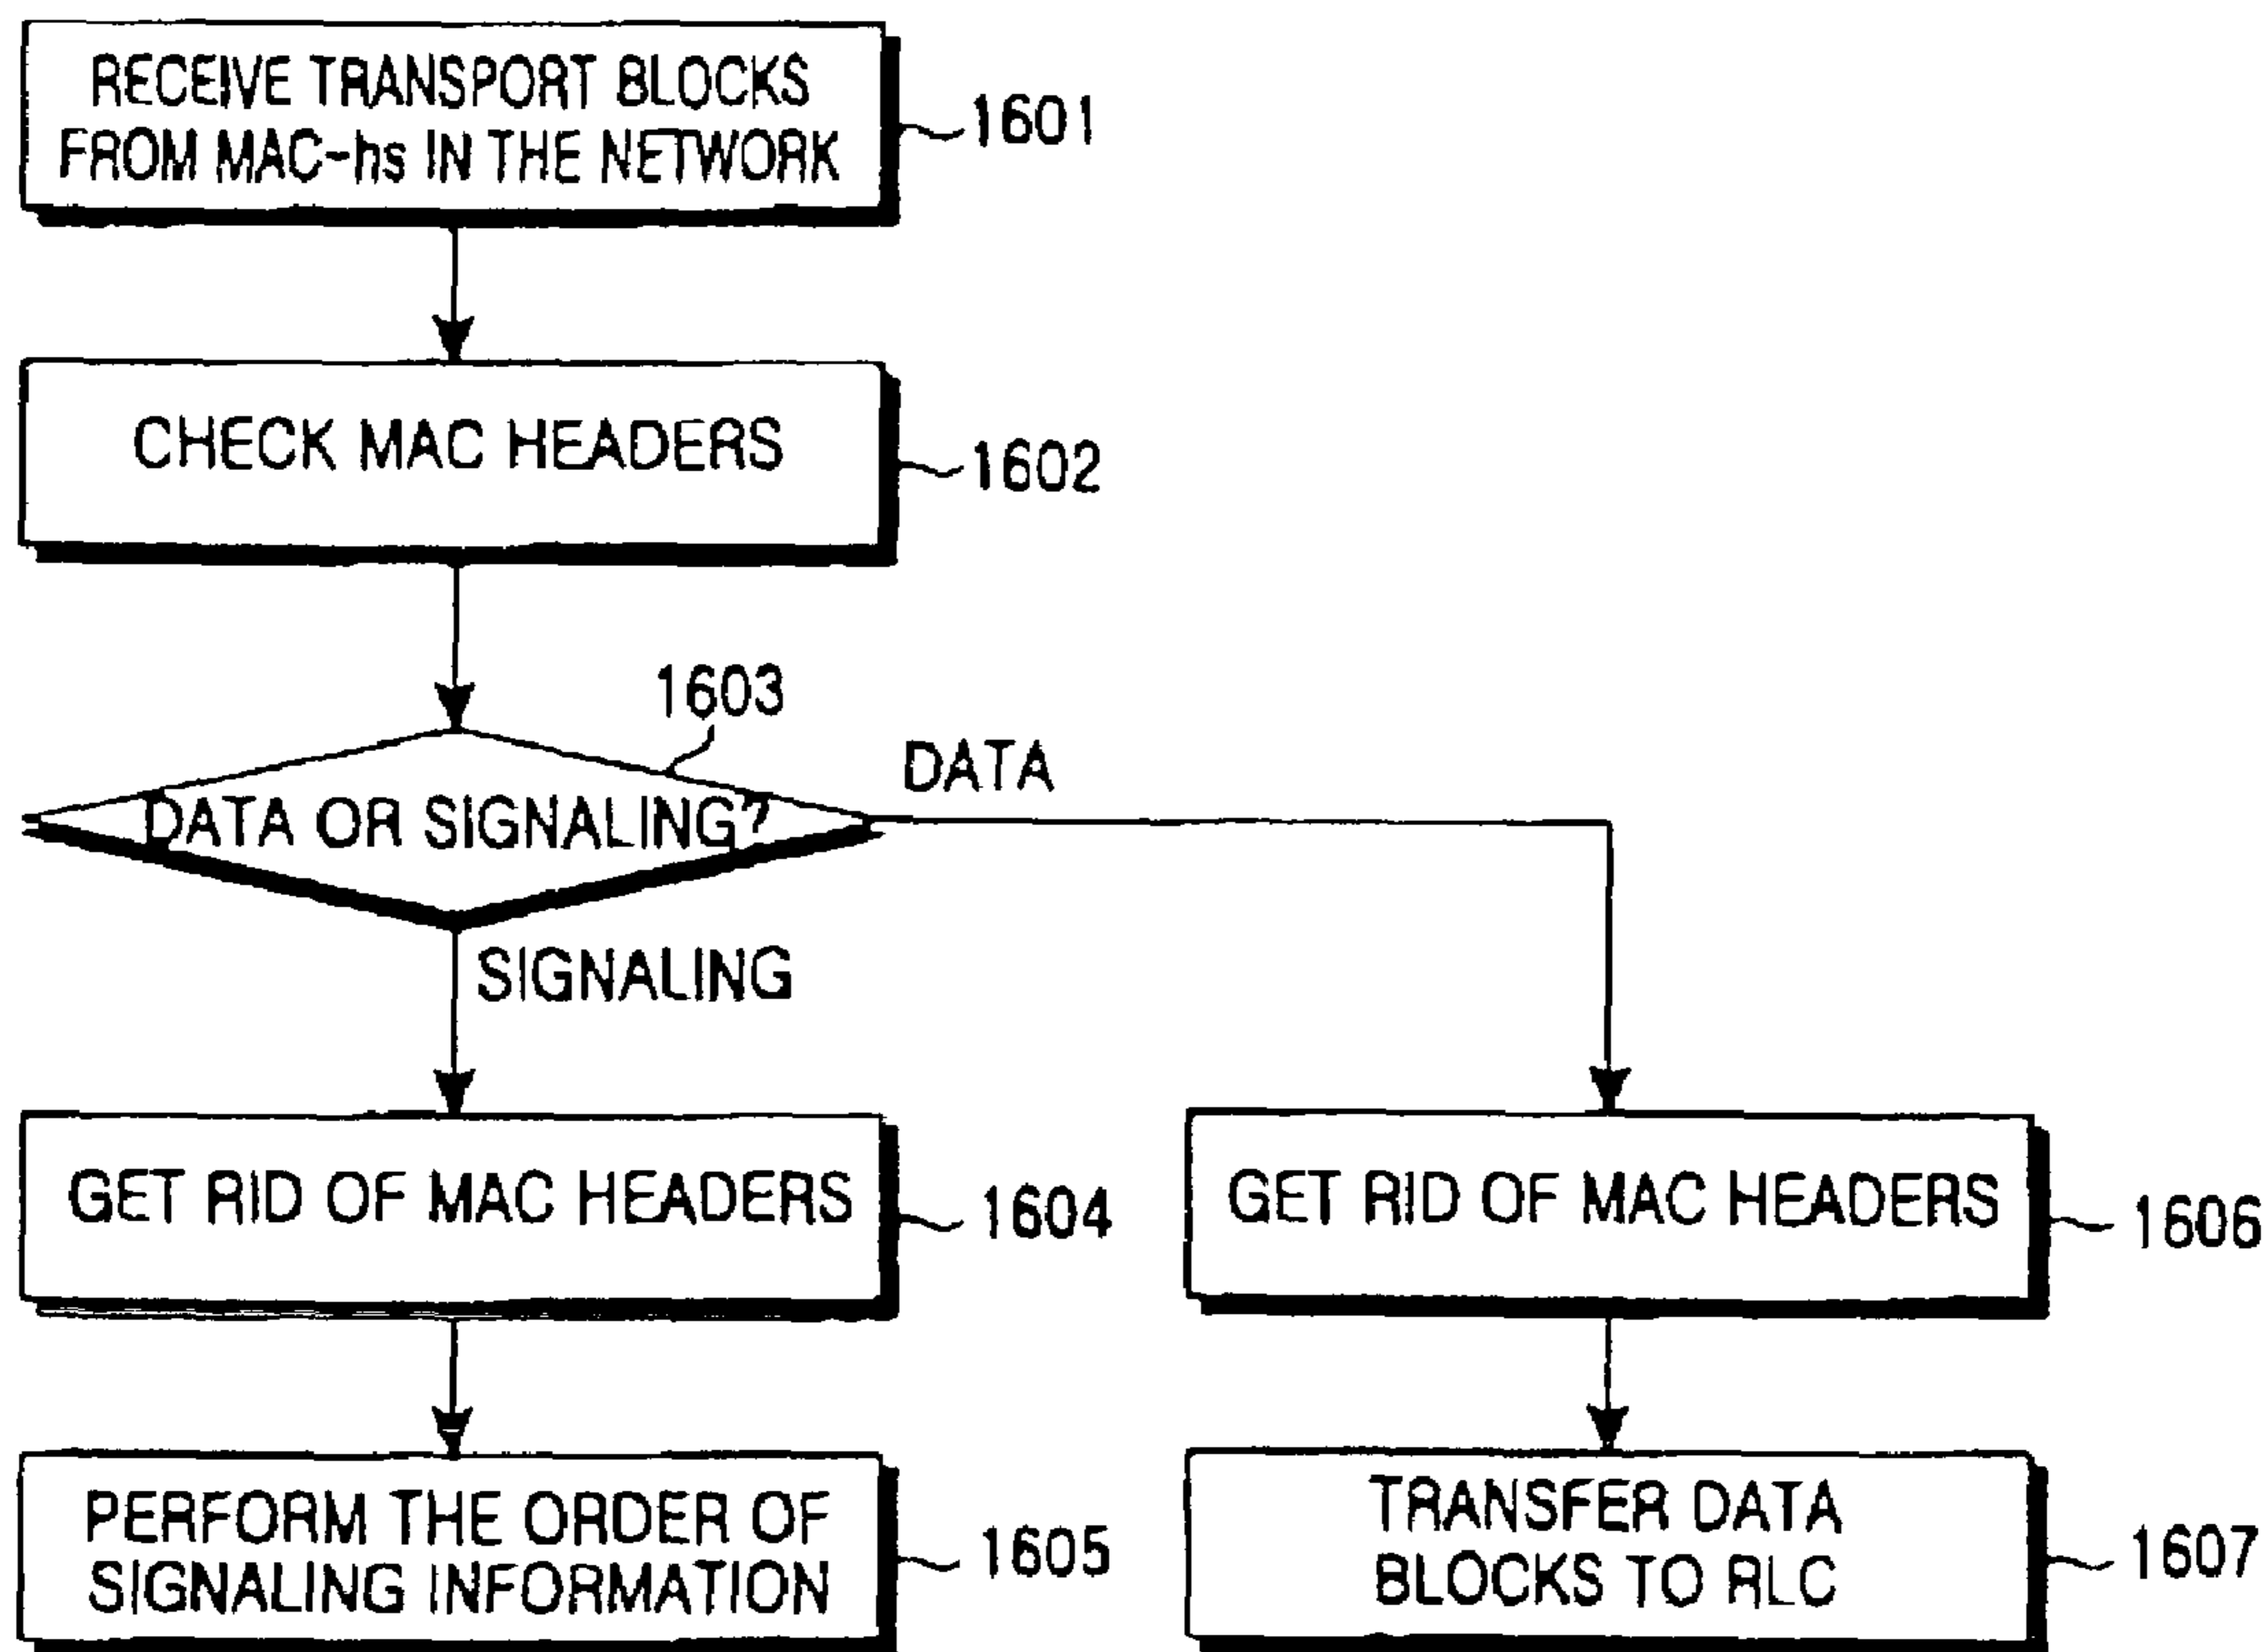 RECEIVE TRANSPORT BLOCKS
FROM MAC-hs IN THE NETWORK
1601
CHECK MAC HEADERS
1602
1603
DATA OR SIGNALING?
DATA
SIGNALING
GET RID OF MAC HEADERS
1604
GET RID OF MAC HEADERS
1606
PERFORM THE ORDER OF
SIGNALING INFORMATION
1605
TRANSFER DATA
BLOCKS TO RLC
1607